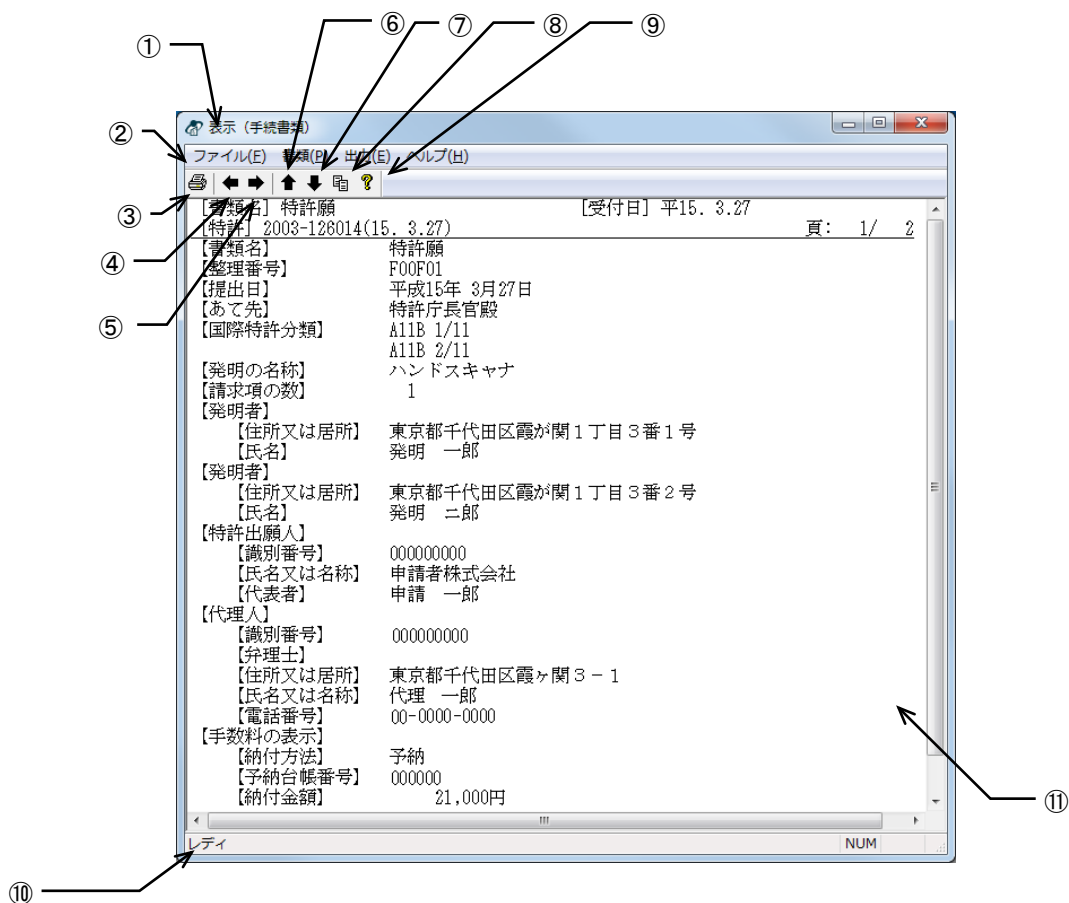 ⑥ ⑦ ⑧ ⑨
①
②
表示（手続書類）
ファイル(F) 書類(P) 出力(E) ヘルプ(H)
③
④
⑤
[書類名] 特許願 [受付日] 平15. 3.27
[特許] 2003-126014(15. 3.27) 頁: 1/ 2
【書類名】 特許願
【整理番号】 F00F01
【提出日】 平成15年 3月27日
【あて先】 特許庁長官殿
【国際特許分類】 A11B 1/11
A11B 2/11
【発明の名称】 ハンドスキャナ
【請求項の数】 1
【発明者】
【住所又は居所】 東京都千代田区霞が関１丁目３番１号
【氏名】 発明 一郎
【発明者】
【住所又は居所】 東京都千代田区霞が関１丁目３番２号
【氏名】 発明 二郎
【特許出願人】
【識別番号】 000000000
【氏名又は名称】 申請者株式会社
【代表者】 申請 一郎
【代理人】
【識別番号】 000000000
【弁理士】
【住所又は居所】 東京都千代田区霞ヶ関３－１
【氏名又は名称】 代理 一郎
【電話番号】 00-0000-0000
【手数料の表示】
【納付方法】 予納
【予納台帳番号】 000000
【納付金額】 21,000円
⑪
レディ NUM
⑩